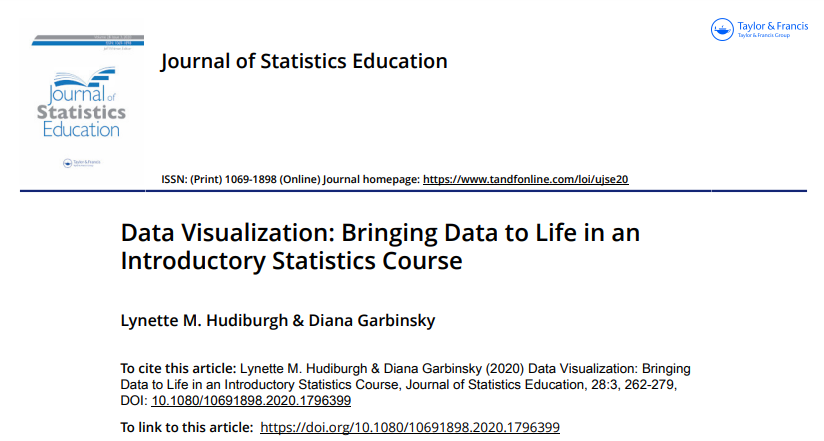 Taylor & Francis
Taylor & Francis Group
Journal of
Statistics
Education
Taylor & Francis
Journal of Statistics Education
ISSN: (Print) 1069-1898 (Online) Journal homepage: https://www.tandfonline.com/loi/ujse20
Data Visualization: Bringing Data to Life in an
Introductory Statistics Course
Lynette M. Hudiburgh & Diana Garbinsky
To cite this article: Lynette M. Hudiburgh & Diana Garbinsky (2020) Data Visualization: Bringing
Data to Life in an Introductory Statistics Course, Journal of Statistics Education, 28:3, 262-279,
DOI: 10.1080/10691898.2020.1796399
To link to this article: https://doi.org/10.1080/10691898.2020.1796399